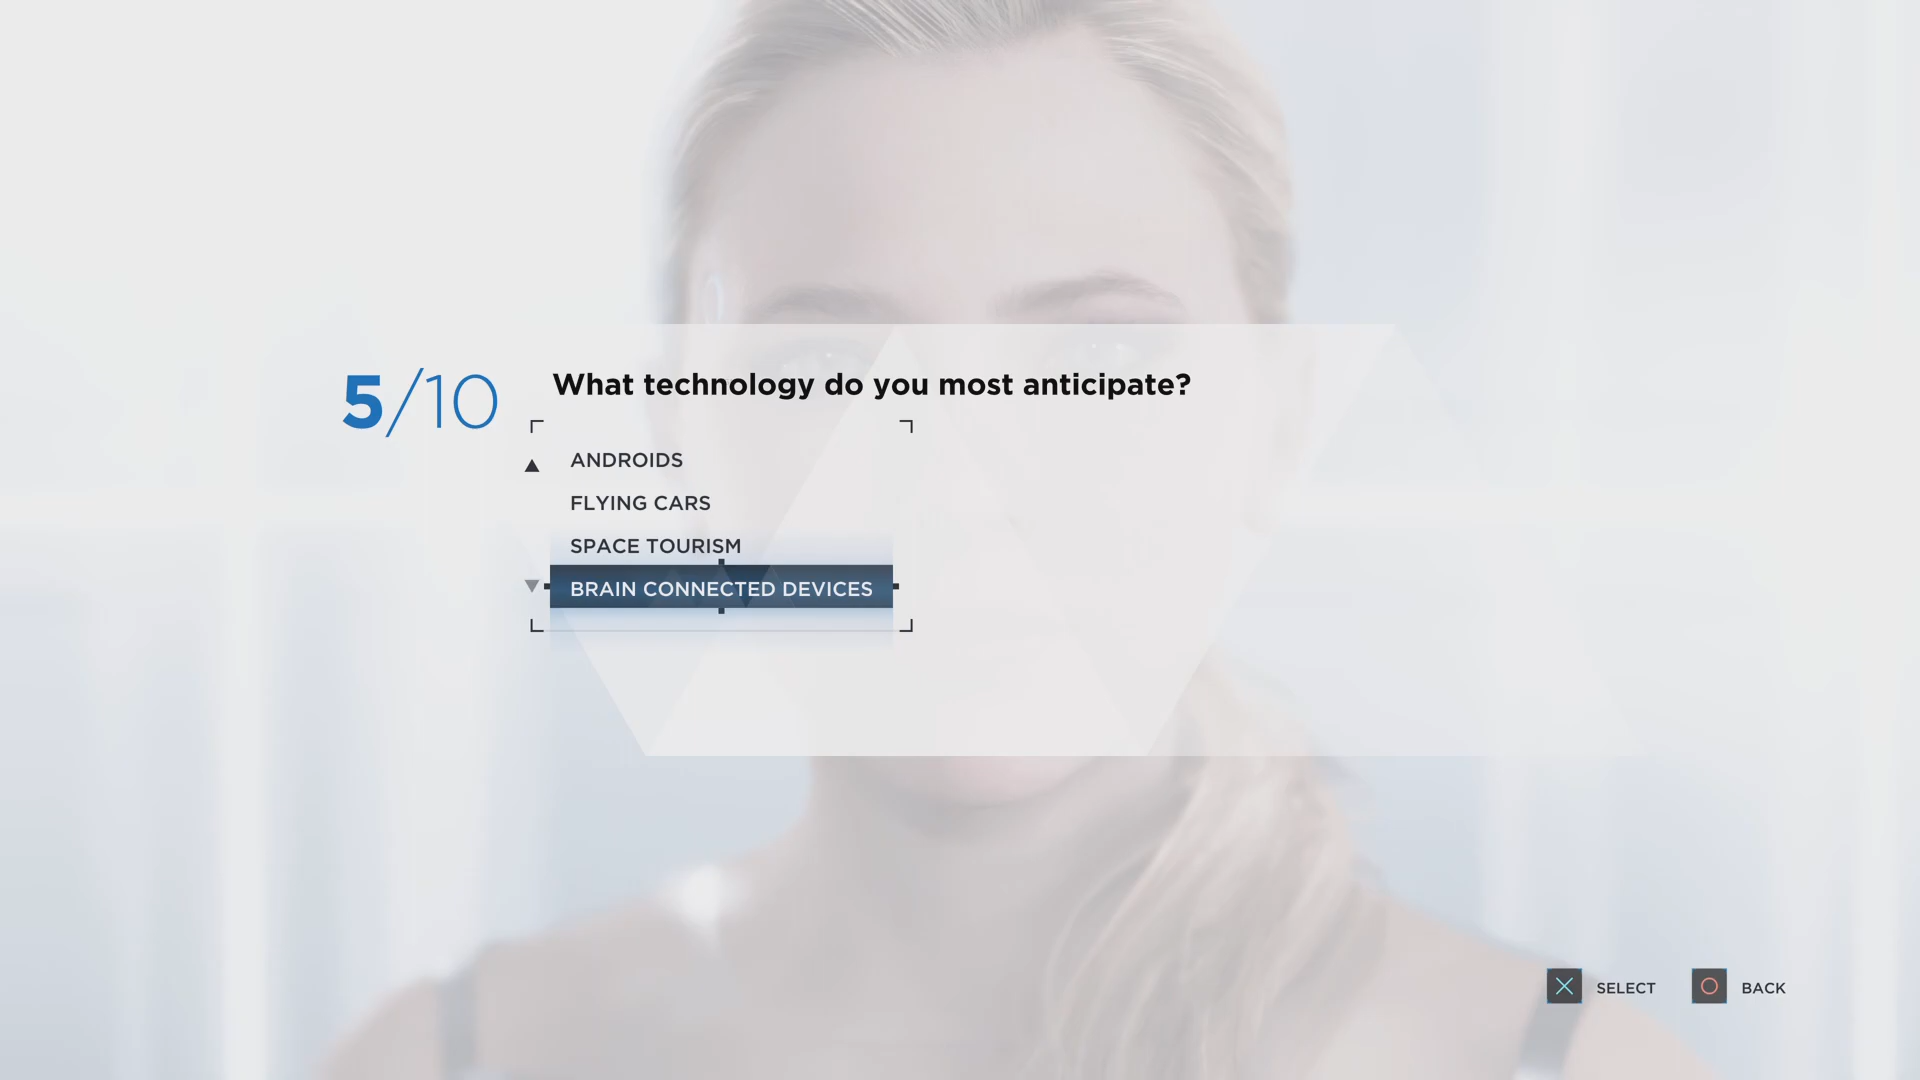 5/10
What technology do you most anticipate?
ANDROIDS
FLYING CARS
SPACE TOURISM
BRAIN CONNECTED DEVICES
SELECT BACK